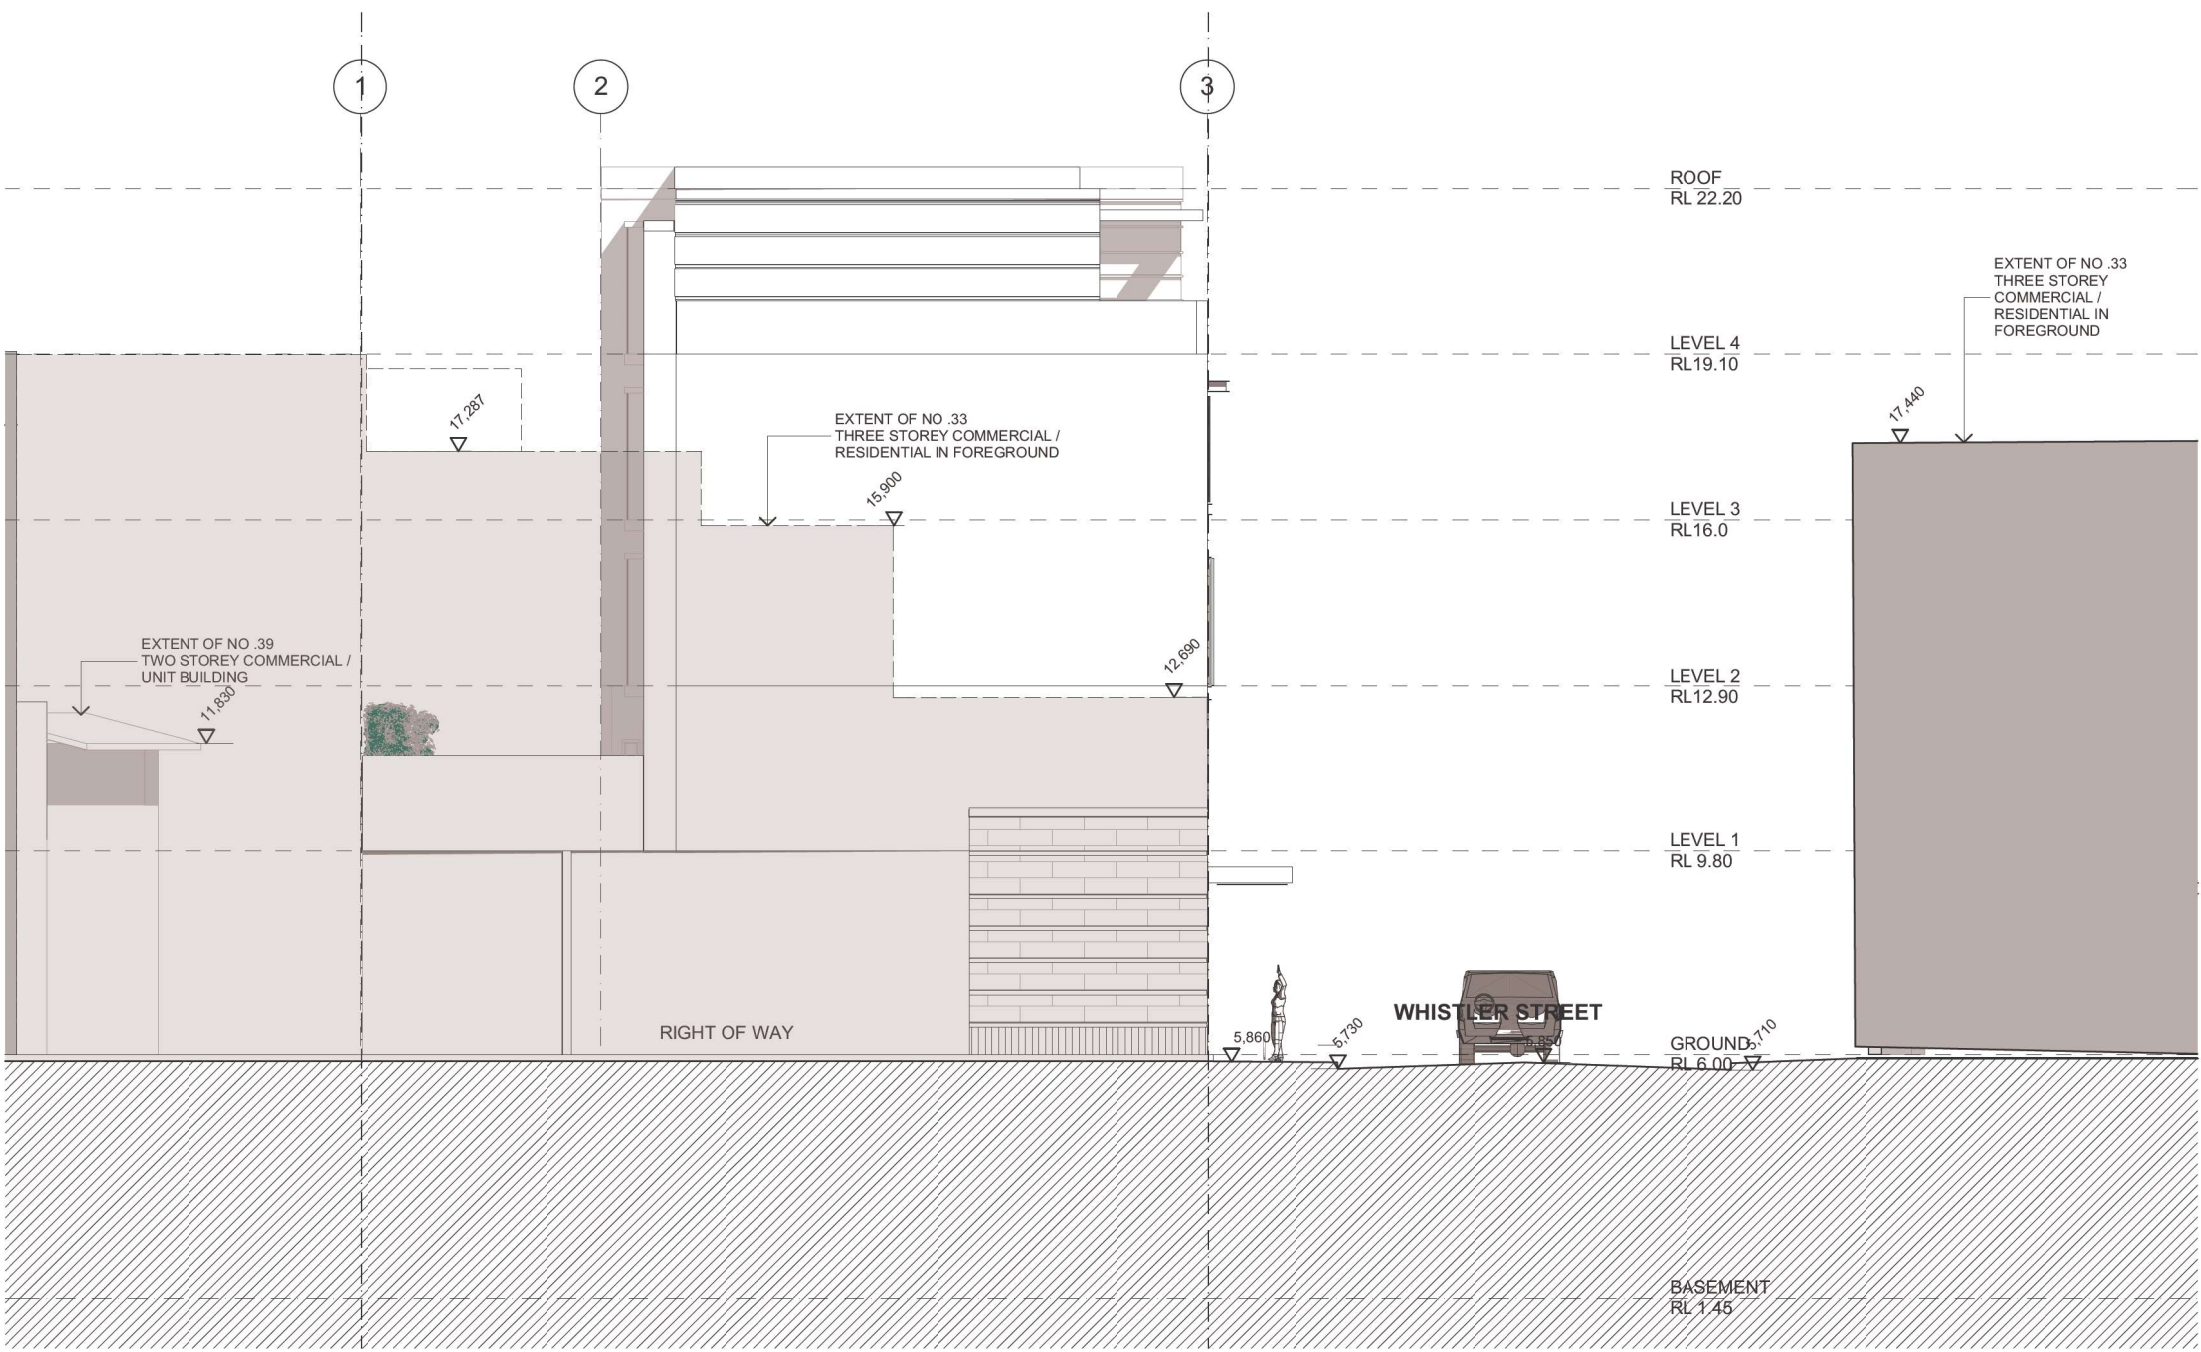 1
2
3
ROOF
RL 22.20
EXTENT OF NO .33
THREE STOREY
COMMERCIAL /
RESIDENTIAL IN
FOREGROUND
LEVEL 4
RL19.10
17,287
EXTENT OF NO .33
THREE STOREY COMMERCIAL /
RESIDENTIAL IN FOREGROUND
17,440
15,900
LEVEL 3
RL16.0
EXTENT OF NO .39
TWO STOREY COMMERCIAL /
UNIT BUILDING
11,830
12,690
LEVEL 2
RL12.90
LEVEL 1
RL 9.80
RIGHT OF WAY
WHISTLER STREET
5,860
5,730
5,850
5,710
GROUND
RL 6.00
BASEMENT
RL 1.45